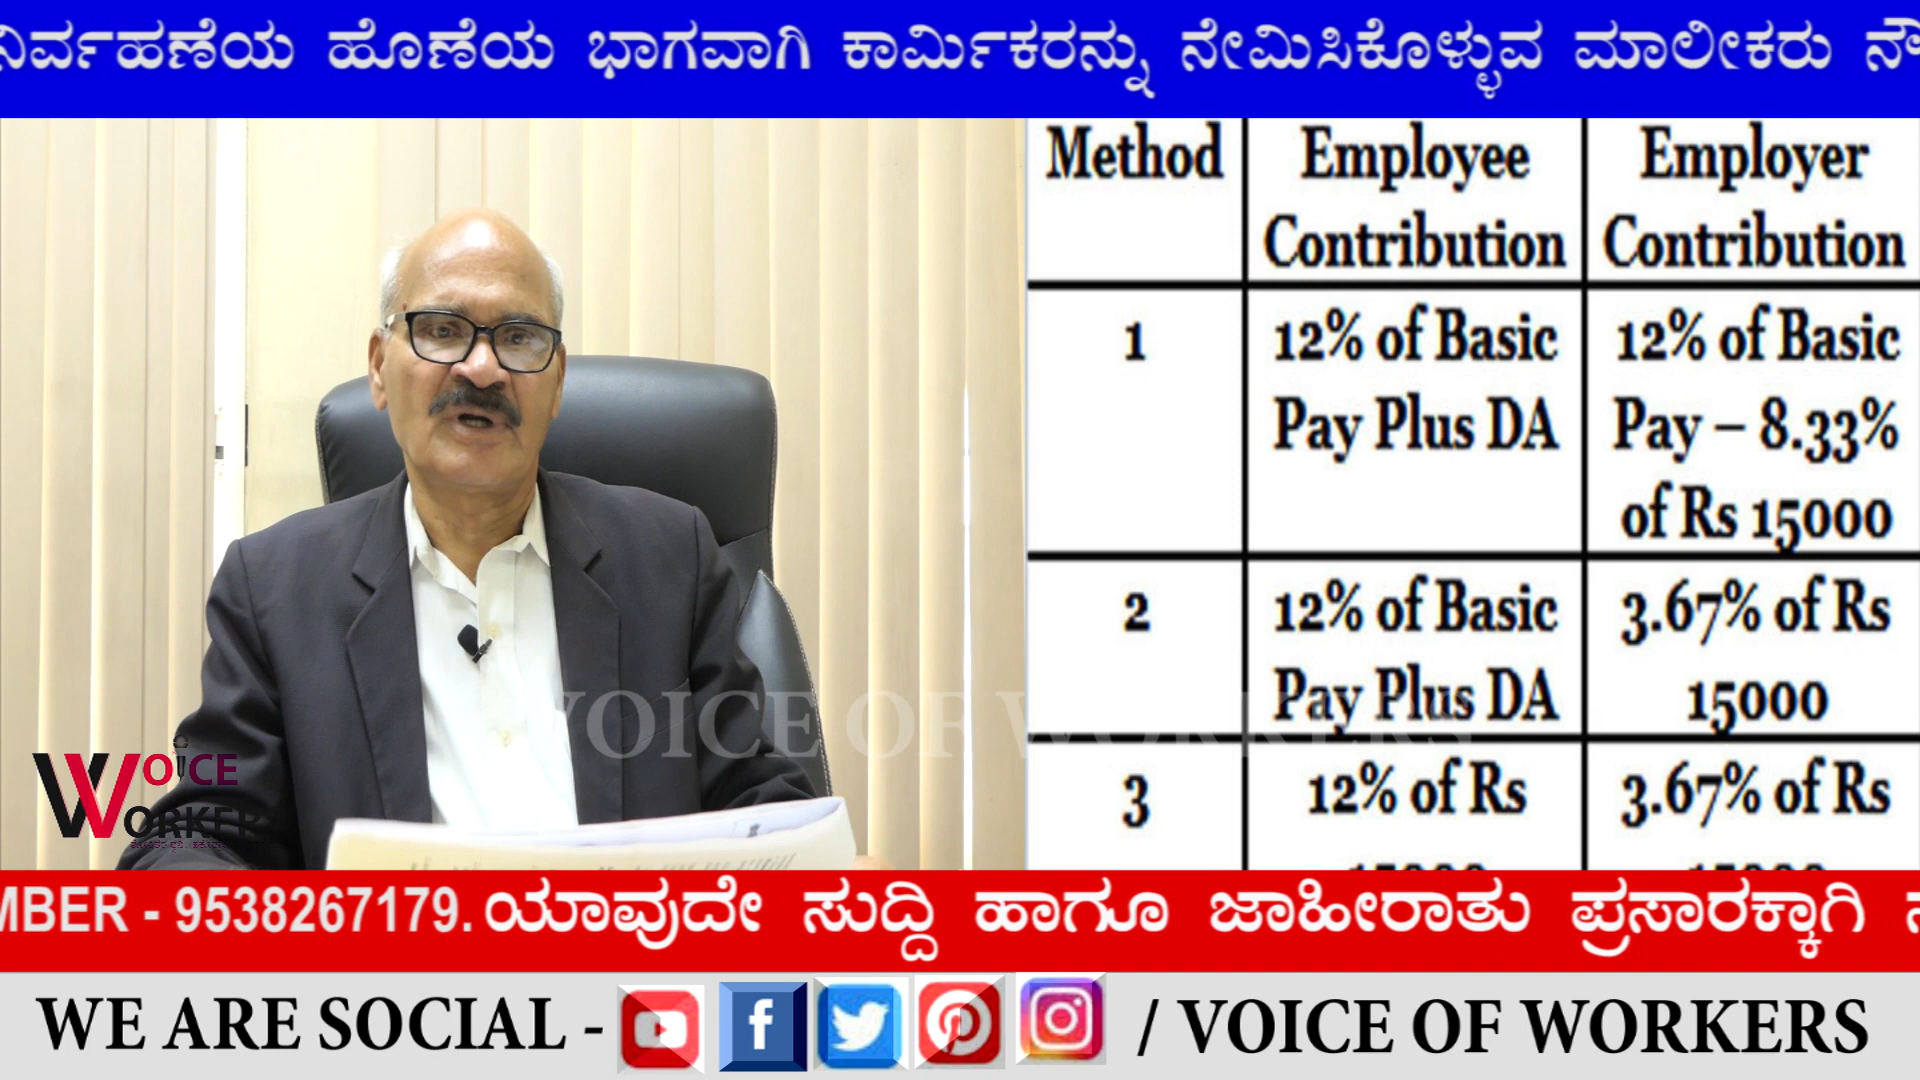 ನಿರ್ವಹಣೆಯ ಹೊಣೆಯ ಭಾಗವಾಗಿ ಕಾರ್ಮಿಕರನ್ನು ನೇಮಿಸಿಕೊಳ್ಳುವ ಮಾಲೀಕರು
Method Employee Contribution Employer Contribution
1 12% of Basic Pay Plus DA 12% of Basic Pay – 8.33% of Rs 15000
2 12% of Basic Pay Plus DA 3.67% of Rs 15000
3 12% of Rs 3.67% of Rs
VOICE OF WORKERS
VOICE
WORKER
MBER - 9538267179. ಯಾವುದೇ ಸುದ್ದಿ ಹಾಗೂ ಜಾಹೀರಾತು ಪ್ರಸಾರಕ್ಕಾಗಿ
WE ARE SOCIAL - / VOICE OF WORKERS